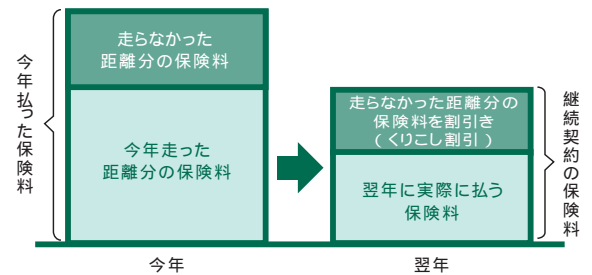 今年払った保険料
走らなかった
距離分の保険料
今年走った
距離分の保険料
今年
走らなかった距離分の
保険料を割引き
(くりこし割引)
翌年に実際に払う
保険料
翌年
継続契約の保険料